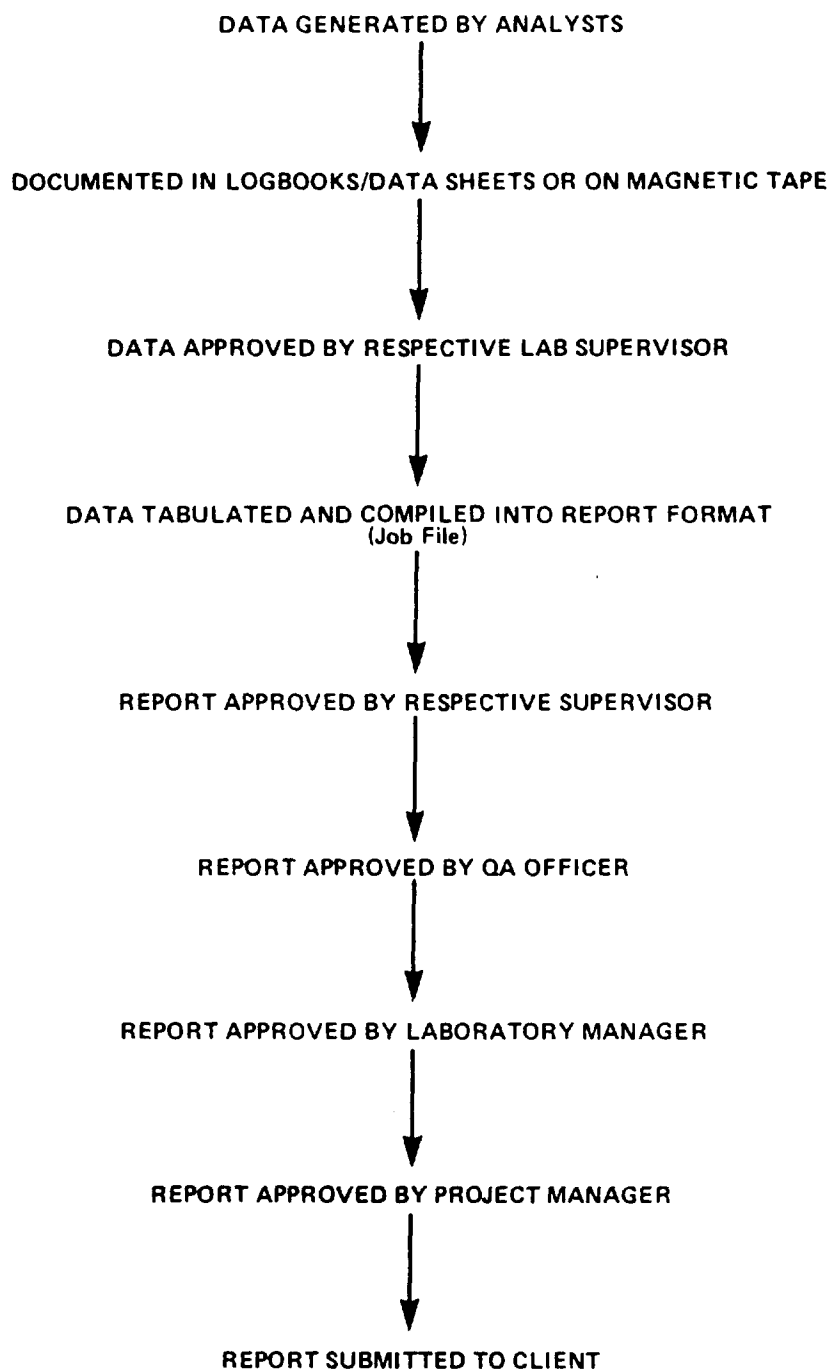 DATA GENERATED BY ANALYSTS
DOCUMENTED IN LOGBOOKS/DATA SHEETS OR ON MAGNETIC TAPE
DATA APPROVED BY RESPECTIVE LAB SUPERVISOR
DATA TABULATED AND COMPILED INTO REPORT FORMAT
(Job File)
REPORT APPROVED BY RESPECTIVE SUPERVISOR
REPORT APPROVED BY QA OFFICER
REPORT APPROVED BY LABORATORY MANAGER
REPORT APPROVED BY PROJECT MANAGER
REPORT SUBMITTED TO CLIENT